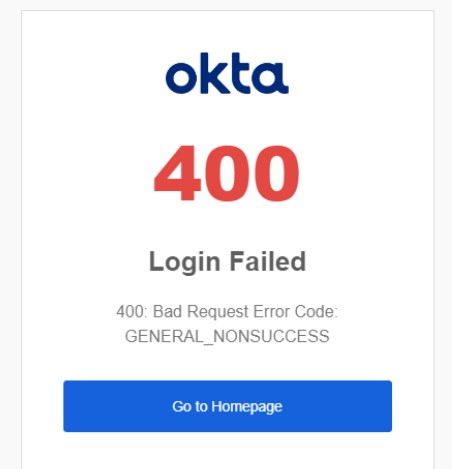 okta
400
Login Failed
400: Bad Request Error Code:
GENERAL_NONSUCCESS
Go to Homepage